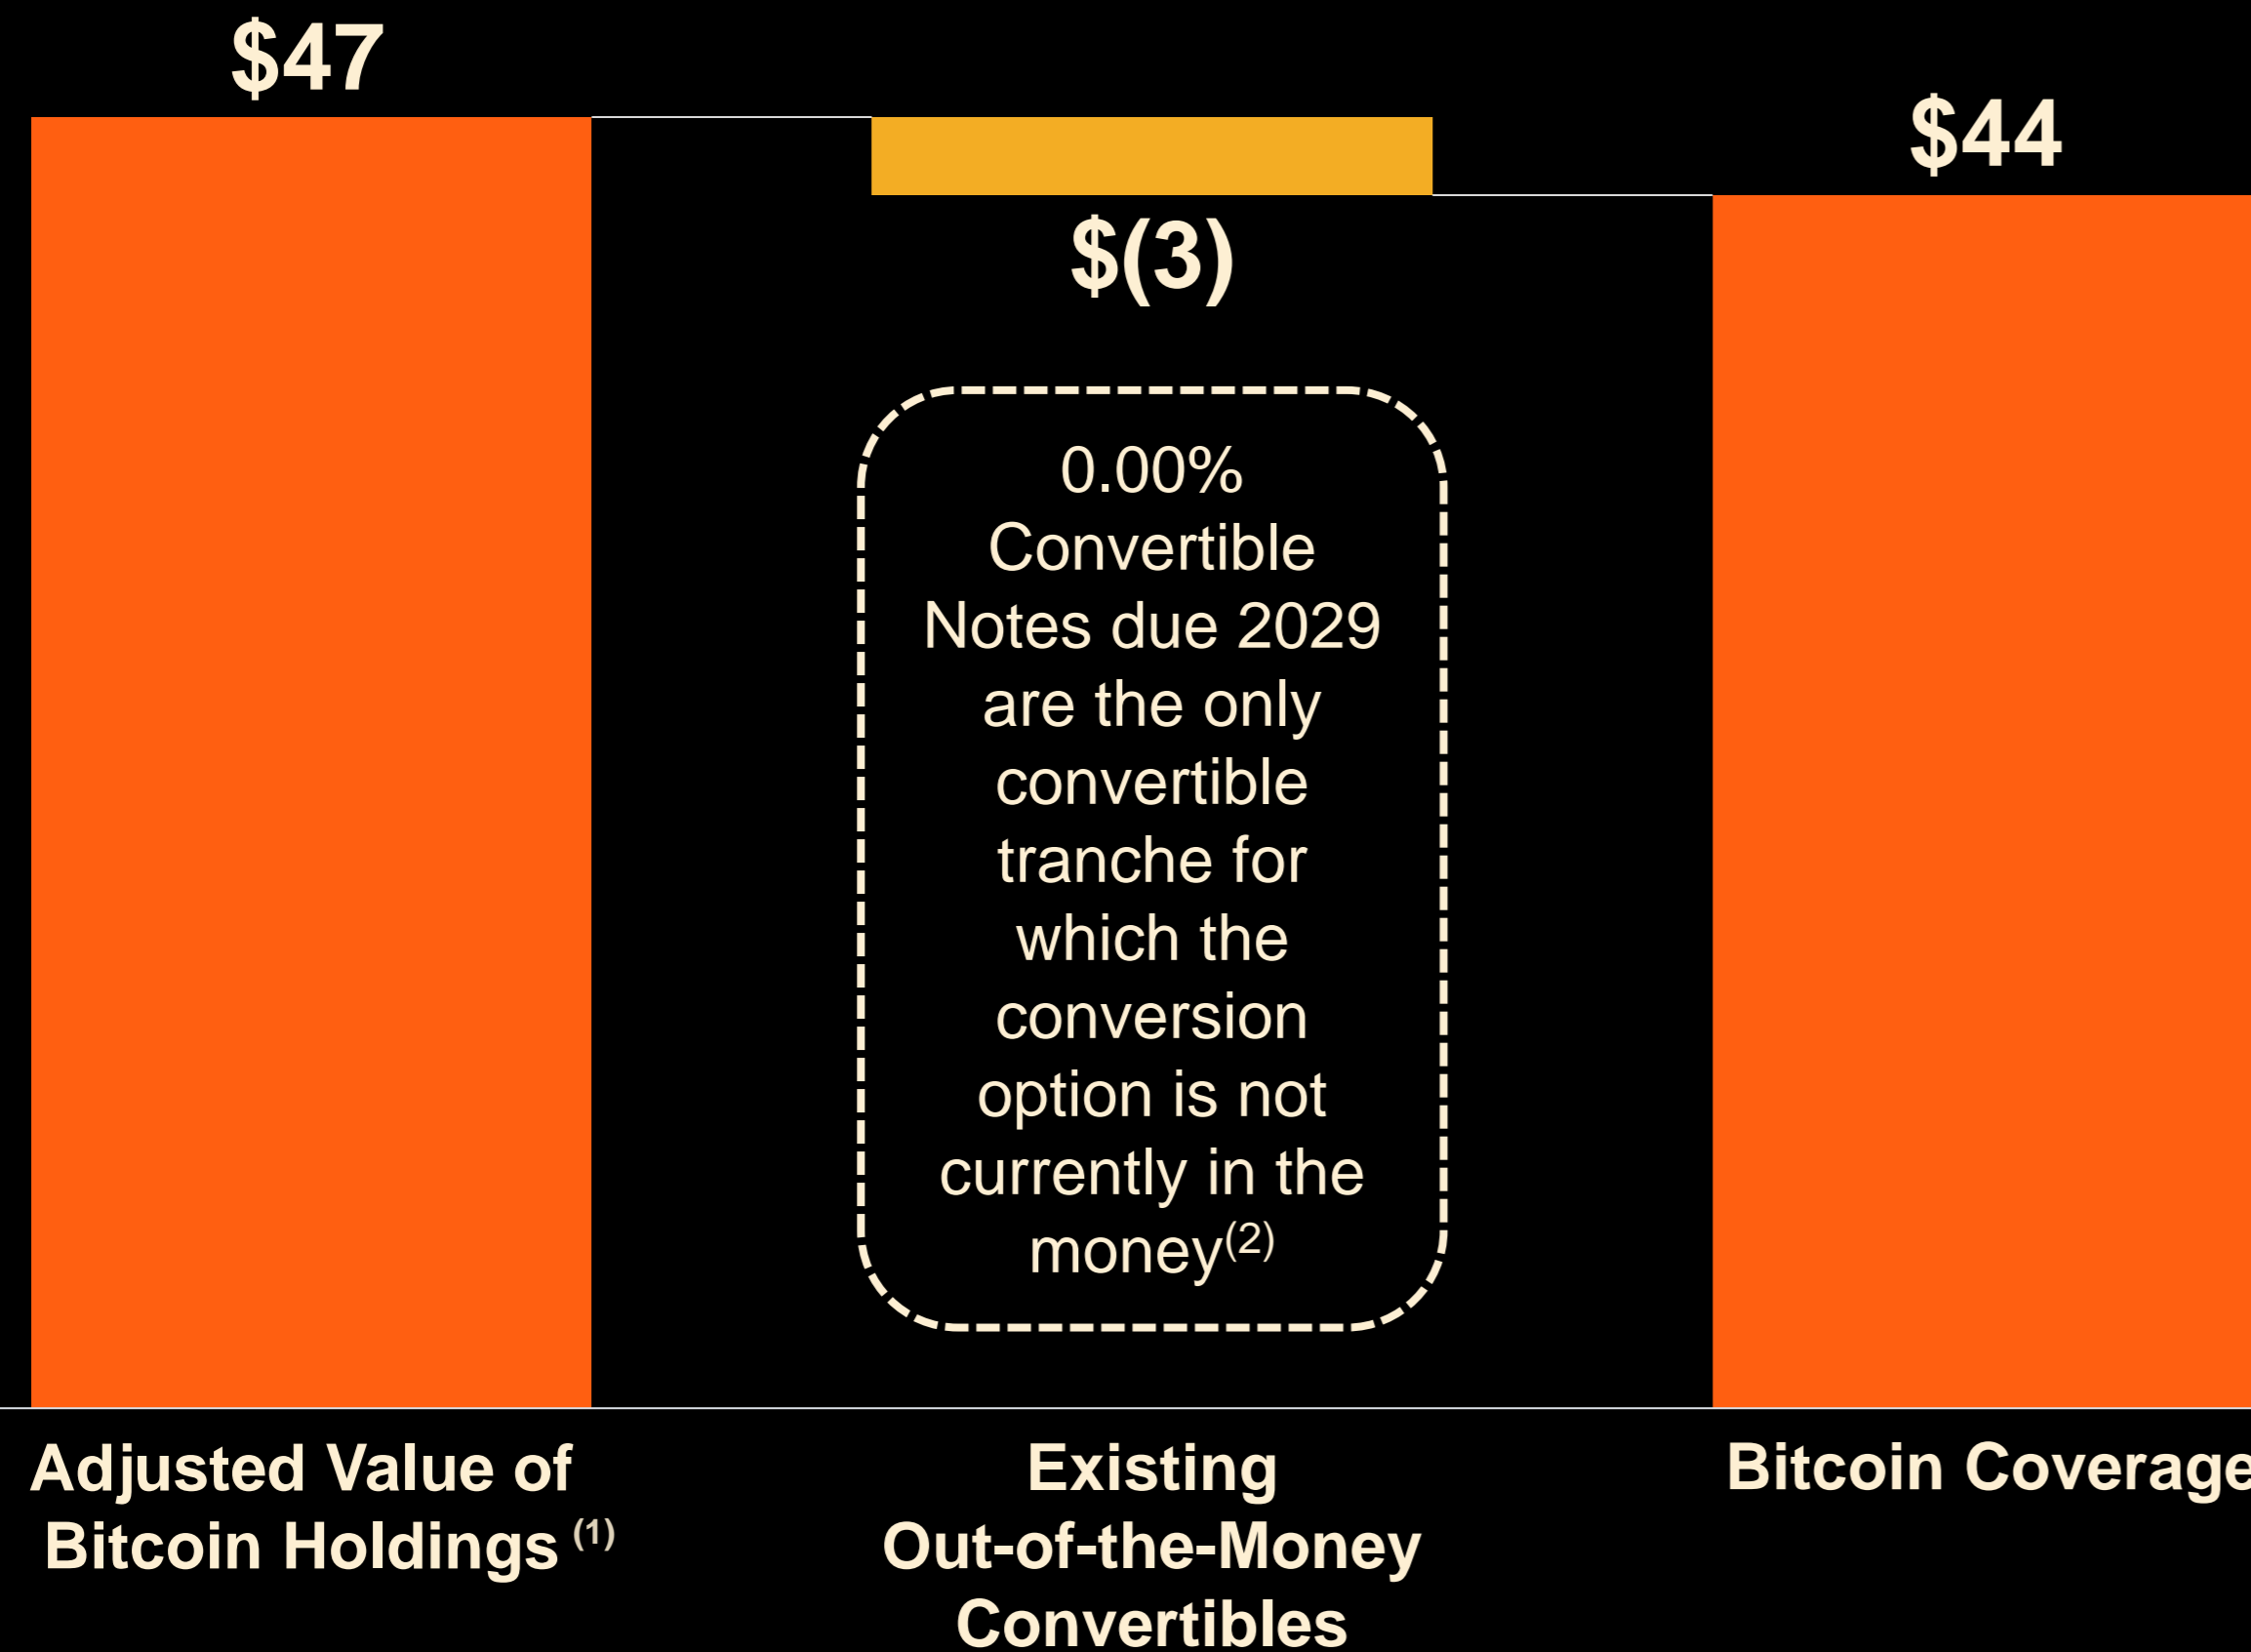 $47
$44
$(3)
0.00%
Convertible
Notes due 2029
are the only
convertible
tranche for
which the
conversion
option is not
currently in the
money(2)
Adjusted Value of
Bitcoin Holdings (1)
Existing
Out-of-the-Money
Convertibles
Bitcoin Coverage